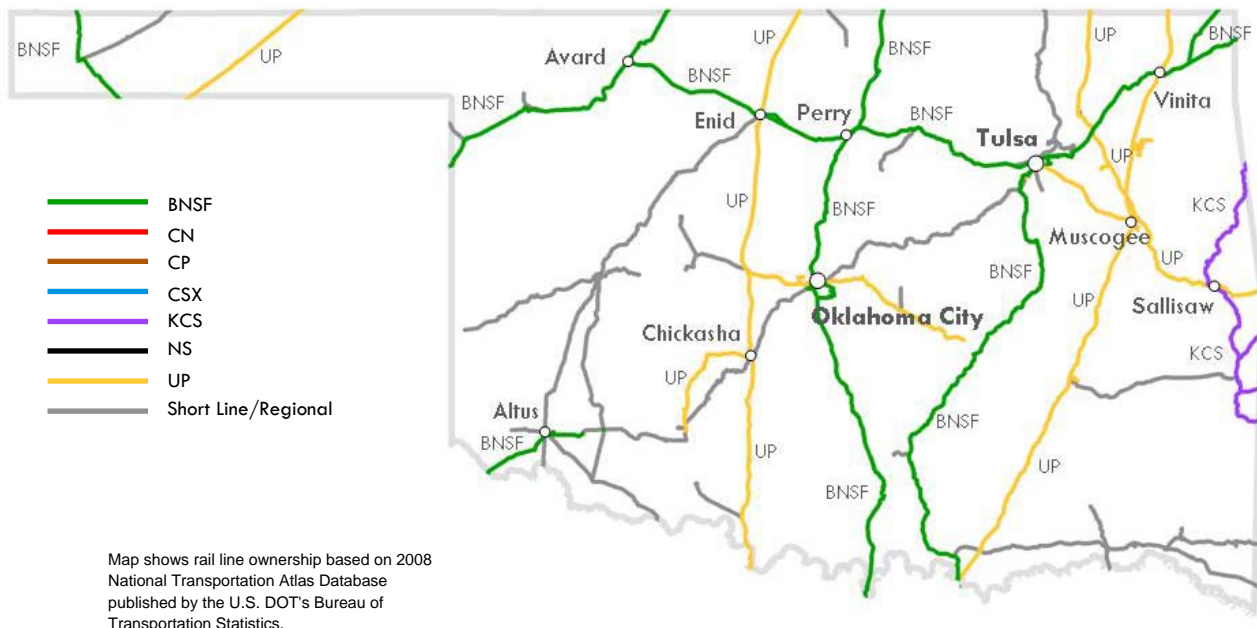 BNSF
UP
UP
UP
BNSF
Avard
BNSF
Vinita
BNSF
Enid
Perry
BNSF
Tulsa
UP
BNSF
CN
CP
CSX
KCS
NS
UP
Short Line/Regional
UP
BNSF
KCS
Muscogee
UP
BNSF
UP
Sallisaw
Oklahoma City
Chickasha
KCS
UP
Altus
BNSF
BNSF
UP
UP
BNSF
Map shows rail line ownership based on 2008
National Transportation Atlas Database
published by the U.S. DOT's Bureau of
Transportation Statistics.